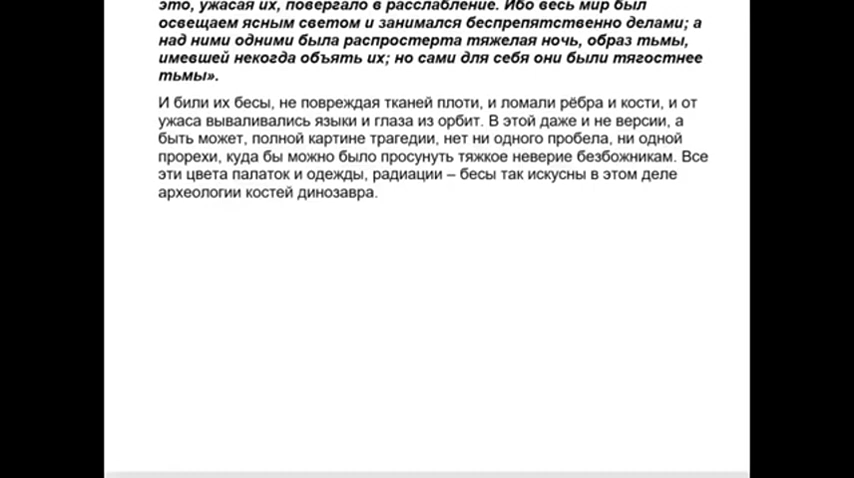 это, ужасая их, повергало в расслабление. Ибо весь мир был
освещаем ясным светом и занимался беспрепятственно делами; а
над ними одними была распростерта тяжелая ночь, образ тьмы,
имевшей некогда объять их; но сами для себя они были тягостнее
тьмы».
И били их бесы, не повреждая тканей плоти, и ломали рёбра и кости, и от
ужаса вываливались языки и глаза из орбит. В этой даже и не версии, а
быть может, полной картине трагедии, нет ни одного пробела, ни одной
прорехи, куда бы можно было просунуть тяжкое неверие безбожникам. Все
эти цвета палаток и одежды, радиации – бесы так искусны в этом деле
археологии костей динозавра.